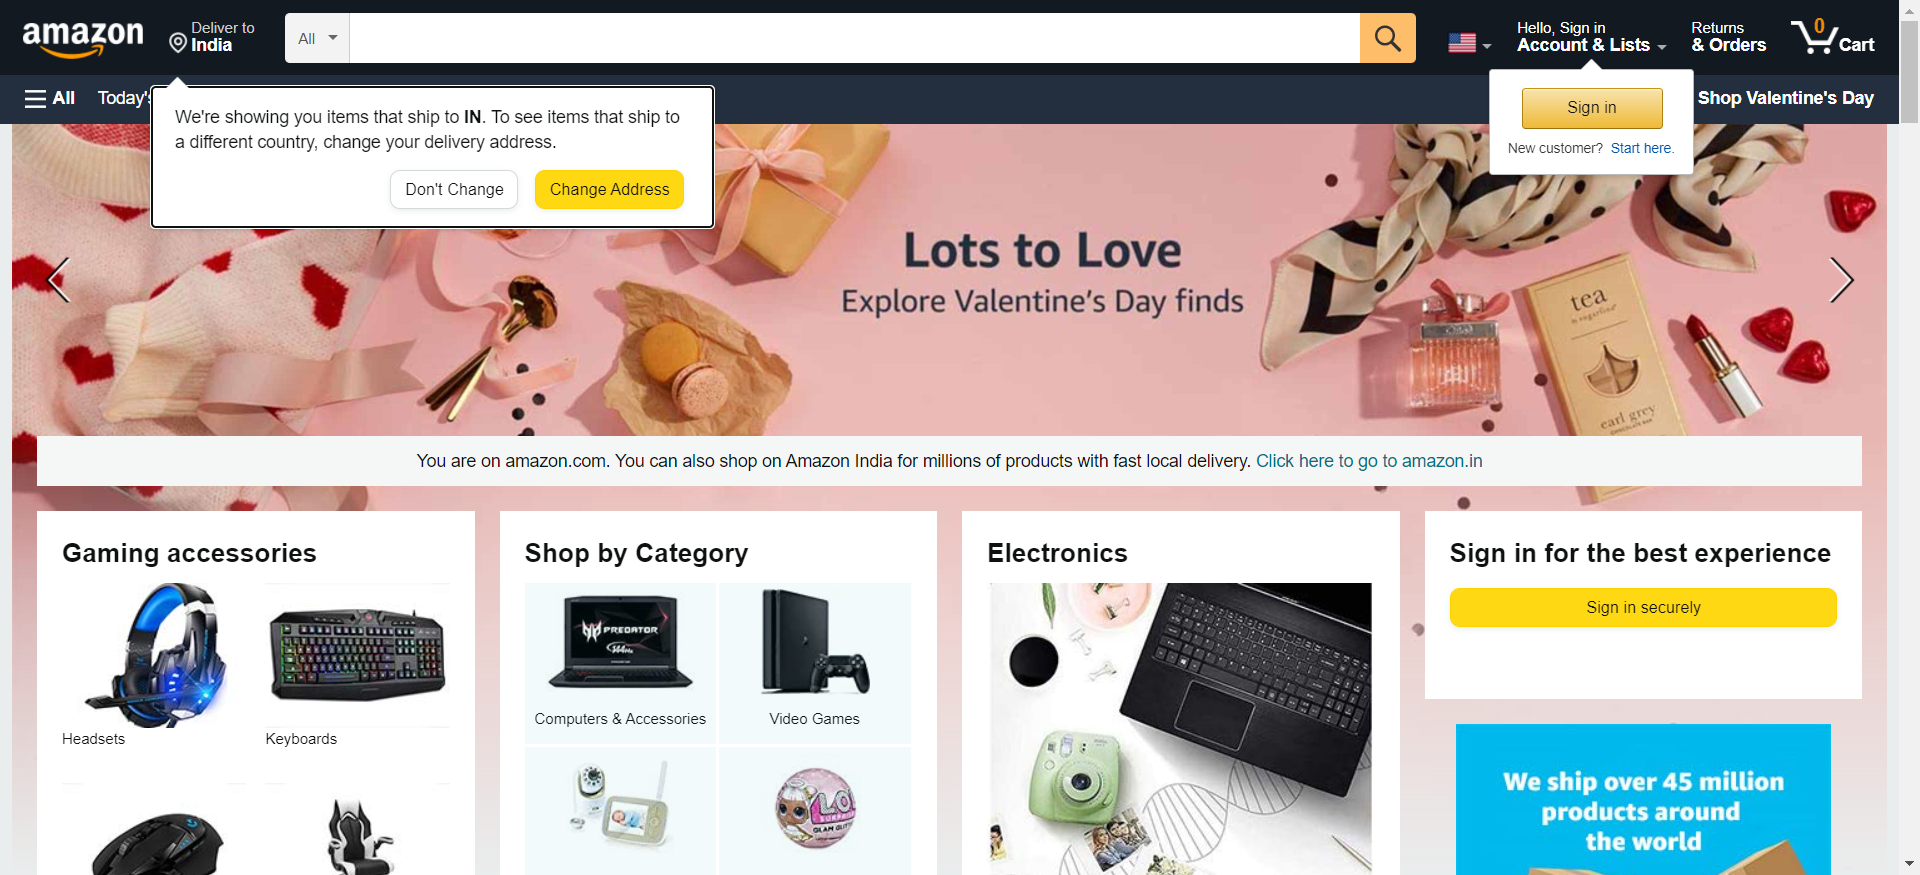 amazon
Deliver to
India
All
Hello, Sign in
Account & Lists
Returns
& Orders
0
Cart
All
Today's
Shop Valentine's Day
We're showing you items that ship to IN. To see items that ship to
a different country, change your delivery address.
Don't Change
Change Address
Sign in
New customer? Start here.
Lots to Love
Explore Valentine's Day finds
tea
earl grey
You are on amazon.com. You can also shop on Amazon India for millions of products with fast local delivery. Click here to go to amazon.in
Gaming accessories
Headsets
Keyboards
Shop by Category
PREDATOR
144Hz
Computers & Accessories
Video Games
L.O.L.
SURPRISE
Electronics
Sign in for the best experience
Sign in securely
We ship over 45 million
products around
the world